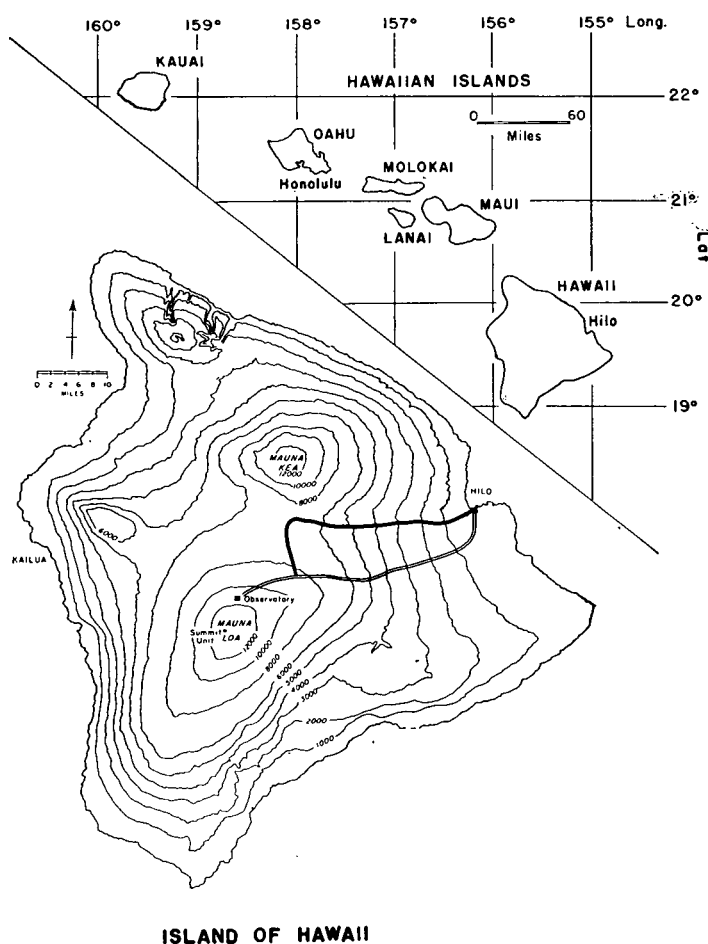 160° 159° 158° 157° 156° 155° Long.
KAUAI
HAWAIIAN ISLANDS
22°
0 60
Miles
OAHU
Honolulu
MOLOKAI
MAUI
21°
LANAI
Lat
HAWAII
20°
Hilo
19°
0 2 4 6 8 10
MILES
MAUNA
KEA
12000
10000
8000
HILO
6000
KAILUA
Observatory
MAUNA
LOA
Summit
Unit
12000
10000
8000
6000
5000
4000
3000
2000
1000
ISLAND OF HAWAII